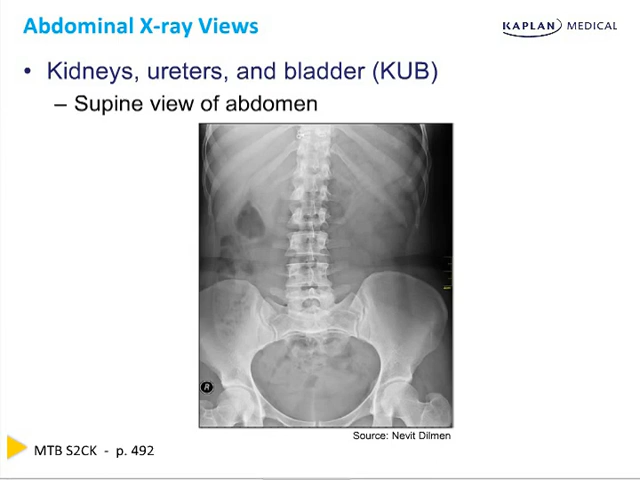 Abdominal X-ray Views
KAPLAN MEDICAL
• Kidneys, ureters, and bladder (KUB)
– Supine view of abdomen
R
Source: Nevit Dilmen
MTB S2CK - p. 492